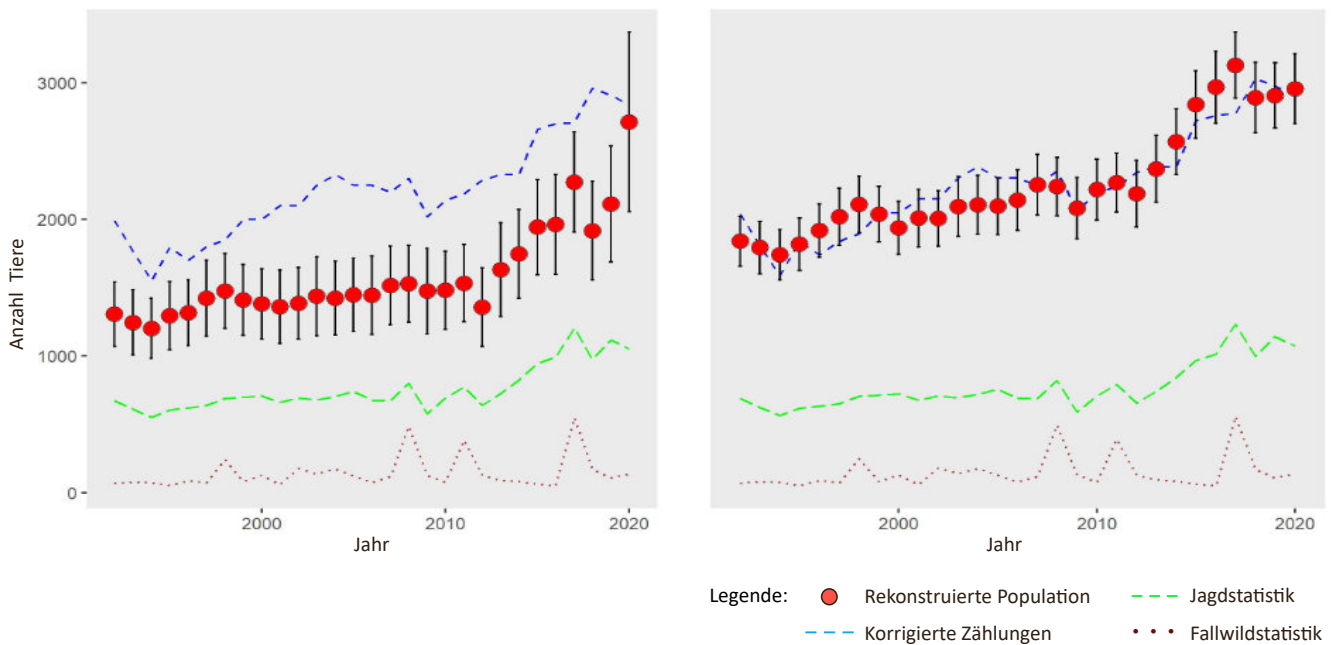 3000
2000
1000
0
Anzahl Tiere
2000 2010 2020
Jahr
2000 2010 2020
Jahr
Legende: Rekonstruierte Population Jagdstatistik
Korrigierte Zählungen Fallwildstatistik